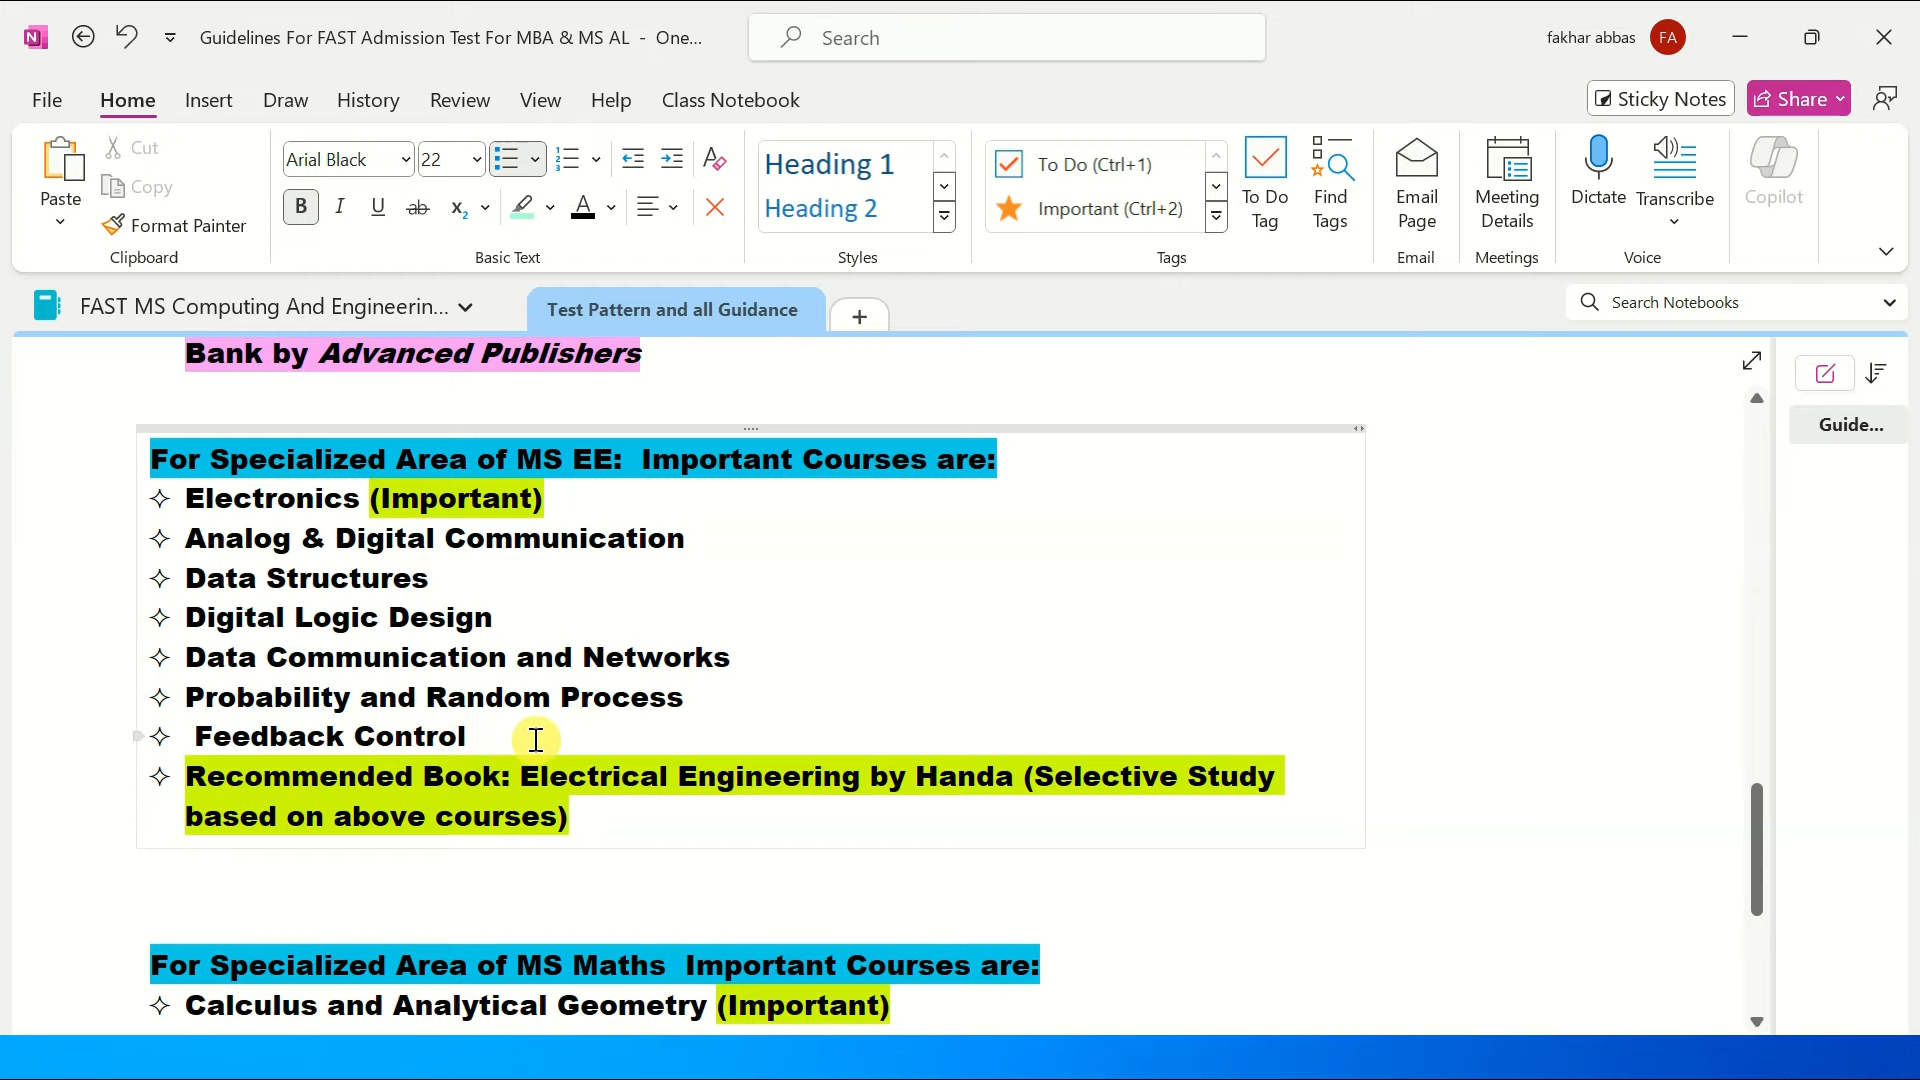 Guidelines For FAST Admission Test For MBA & MS AL - One...
Search
fakhar abbas
FA
File
Home
Insert
Draw
History
Review
View
Help
Class Notebook
Sticky Notes
Share
Paste
Cut
Copy
Format Painter
Clipboard
Arial Black
22
Basic Text
Heading 1
Heading 2
Styles
To Do (Ctrl+1)
Important (Ctrl+2)
Tags
To Do
Tag
Find
Tags
Email
Page
Email
Meeting
Details
Meetings
Dictate
Transcribe
Voice
Copilot
FAST MS Computing And Engineerin...
Test Pattern and all Guidance
+
Search Notebooks
Guide...
Bank by Advanced Publishers
For Specialized Area of MS EE: Important Courses are:
Electronics (Important)
Analog & Digital Communication
Data Structures
Digital Logic Design
Data Communication and Networks
Probability and Random Process
Feedback Control
Recommended Book: Electrical Engineering by Handa (Selective Study
based on above courses)
For Specialized Area of MS Maths Important Courses are:
Calculus and Analytical Geometry (Important)